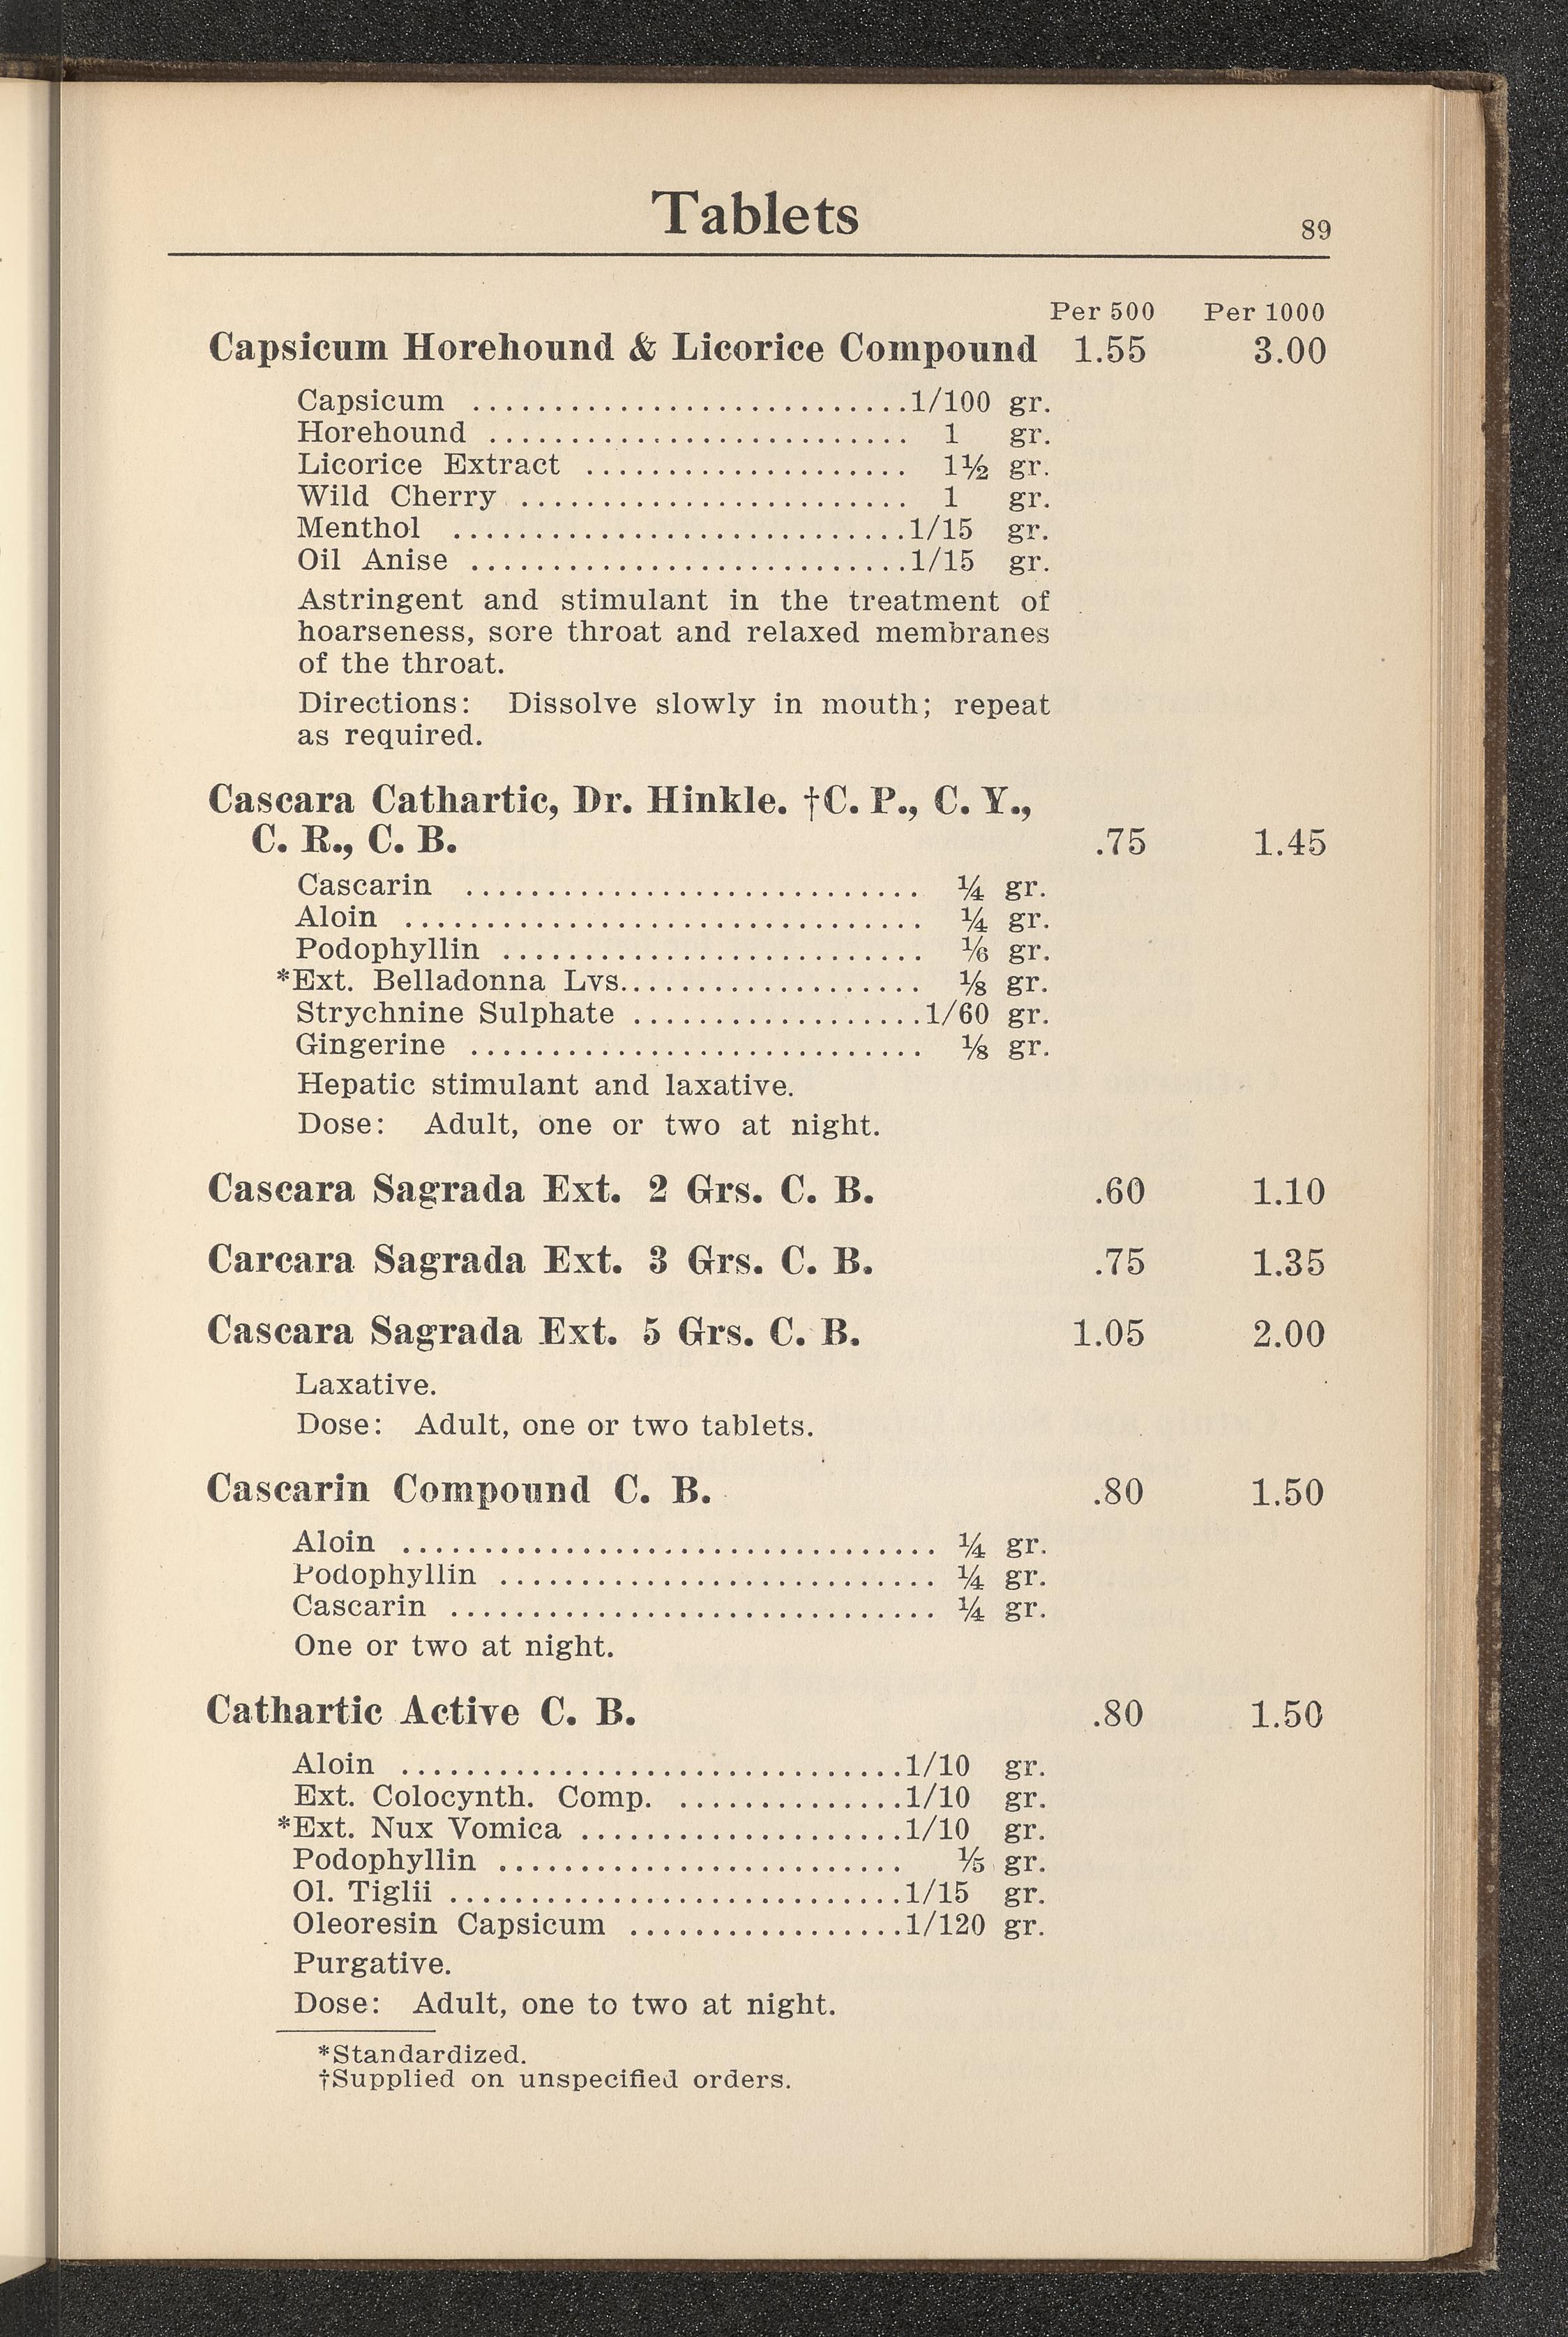 Tablets
89
Per 500 Per 1000
Capsicum Horehound & Licorice Compound 1.55 3.00
Capsicum ...........................1/100 gr.
Horehound .......................... 1 gr.
Licorice Extract .................... 1½ gr.
Wild Cherry ........................ 1 gr.
Menthol ............................1/15 gr.
Oil Anise ...........................1/15 gr.
Astringent and stimulant in the treatment of
hoarseness, sore throat and relaxed membranes
of the throat.
Directions: Dissolve slowly in mouth; repeat
as required.
Cascara Cathartic, Dr. Hinkle. †C. P., C. Y.,
C. R., C. B. .75 1.45
Cascarin ............................ ¼ gr.
Aloin ................................ ¼ gr.
Podophyllin .......................... ⅙ gr.
*Ext. Belladonna Lvs................... ⅛ gr.
Strychnine Sulphate ..................1/60 gr.
Gingerine ............................ ⅛ gr.
Hepatic stimulant and laxative.
Dose: Adult, one or two at night.
Cascara Sagrada Ext. 2 Grs. C. B. .60 1.10
Carcara Sagrada Ext. 3 Grs. C. B. .75 1.35
Cascara Sagrada Ext. 5 Grs. C. B. 1.05 2.00
Laxative.
Dose: Adult, one or two tablets.
Cascarin Compound C. B. .80 1.50
Aloin ................................. ¼ gr.
Podophyllin ........................... ¼ gr.
Cascarin .............................. ¼ gr.
One or two at night.
Cathartic Active C. B. .80 1.50
Aloin ...............................1/10 gr.
Ext. Colocynth. Comp. ..............1/10 gr.
*Ext. Nux Vomica ....................1/10 gr.
Podophyllin ......................... ⅕ gr.
Ol. Tiglii ............................1/15 gr.
Oleoresin Capsicum .................1/120 gr.
Purgative.
Dose: Adult, one to two at night.
*Standardized.
†Supplied on unspecified orders.